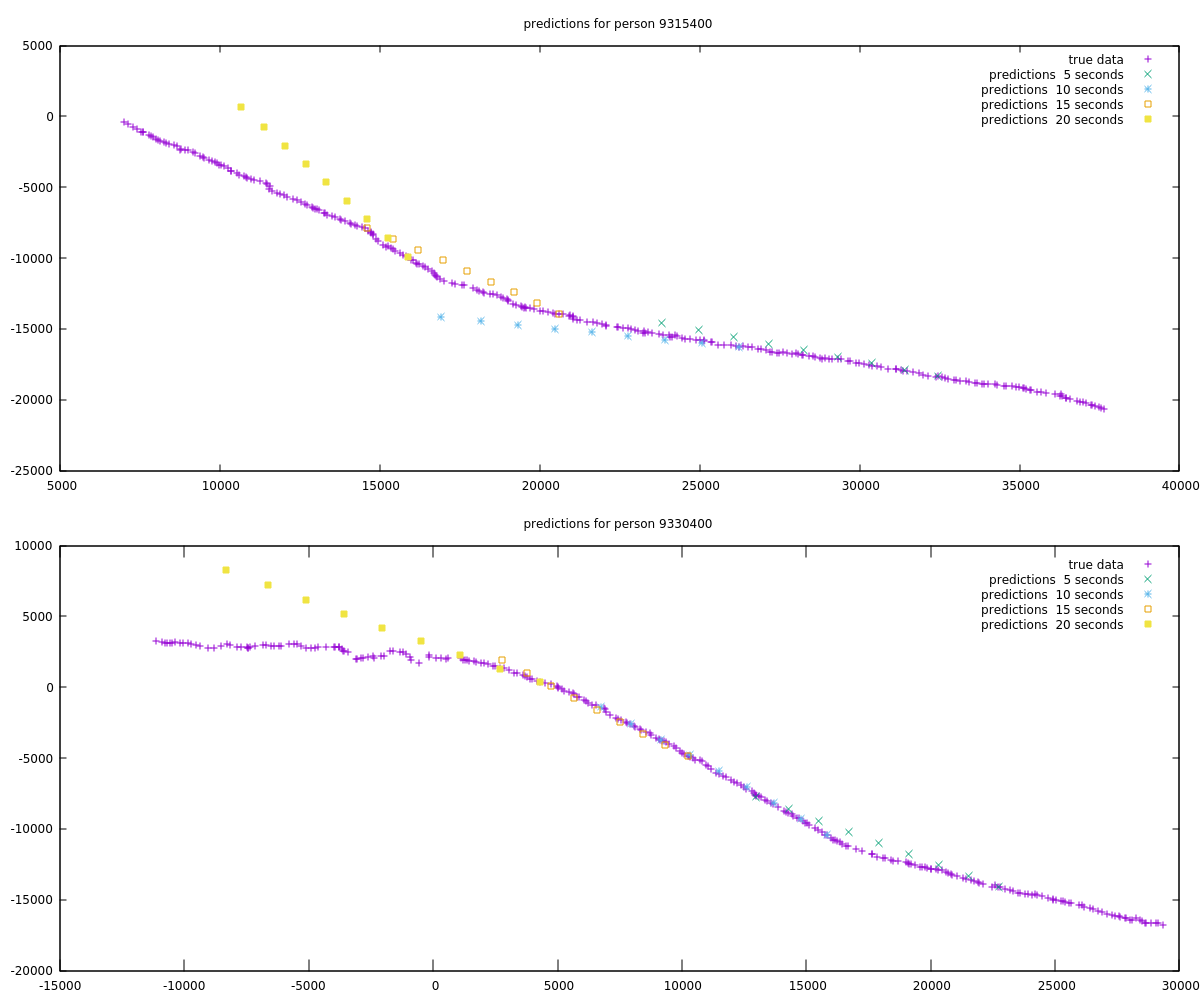 predictions for person 9315400
5000
0
-5000
-10000
-15000
-20000
-25000
5000 10000 15000 20000 25000 30000 35000 40000
true data
predictions 5 seconds
predictions 10 seconds
predictions 15 seconds
predictions 20 seconds
predictions for person 9330400
10000
5000
0
-5000
-10000
-15000
-20000
-15000 -10000 -5000 0 5000 10000 15000 20000 25000 30000
true data
predictions 5 seconds
predictions 10 seconds
predictions 15 seconds
predictions 20 seconds